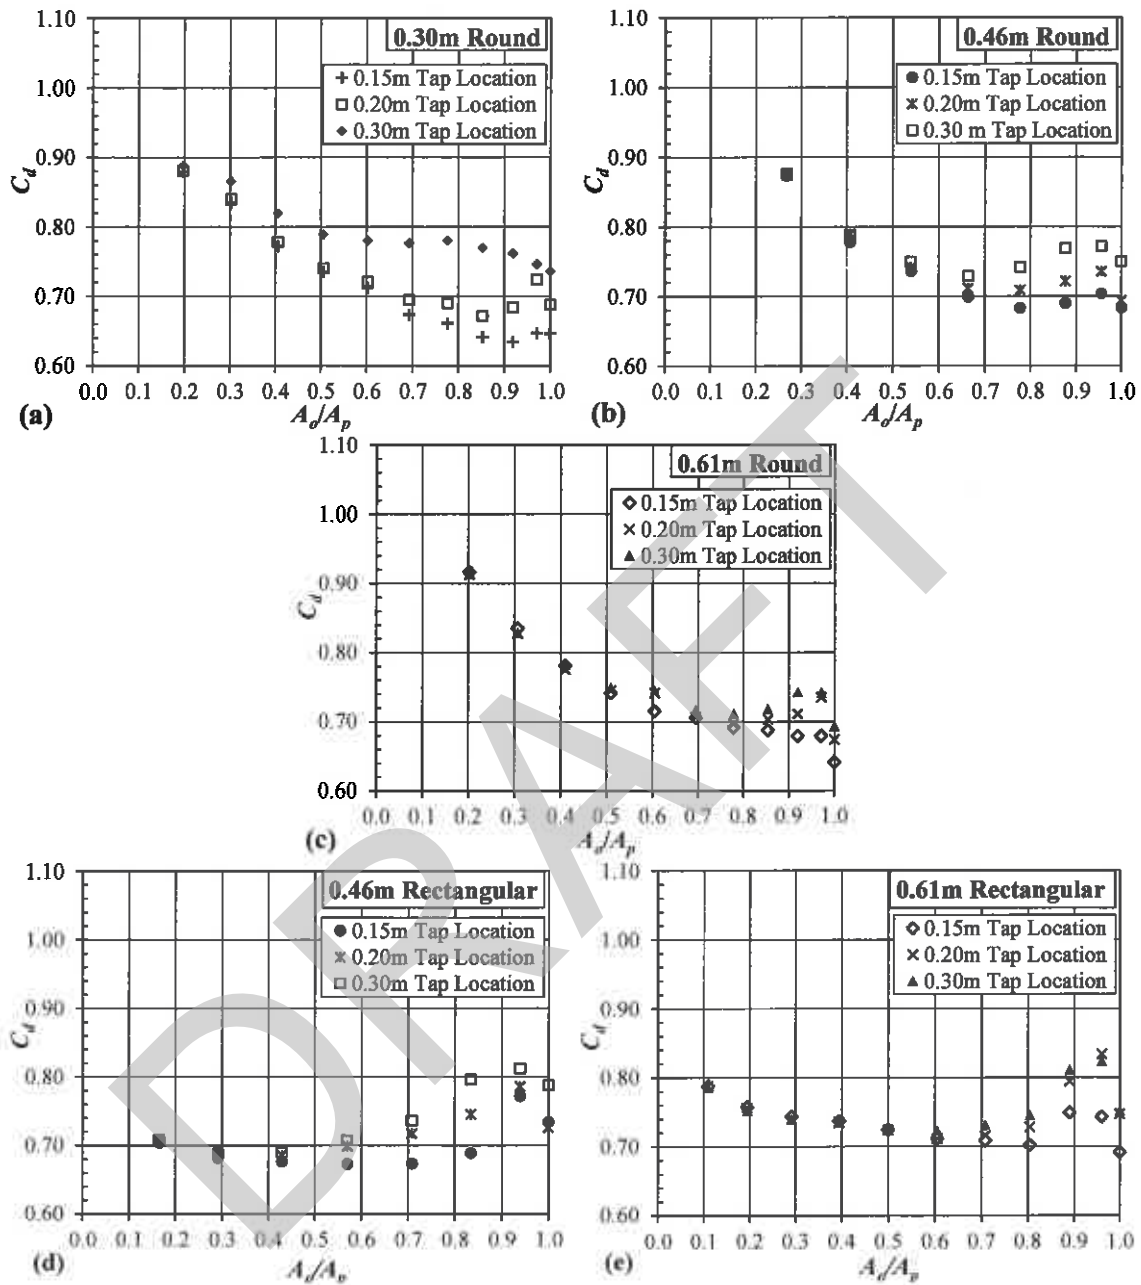 1.10
1.00
0.90
0.80
0.70
0.60
C_d
0.30m Round
0.15m Tap Location
0.20m Tap Location
0.30m Tap Location
0.0 0.1 0.2 0.3 0.4 0.5 0.6 0.7 0.8 0.9 1.0
(a)
A_o/A_p
1.10
1.00
0.90
0.80
0.70
0.60
C_d
0.46m Round
0.15m Tap Location
0.20m Tap Location
0.30 m Tap Location
0.0 0.1 0.2 0.3 0.4 0.5 0.6 0.7 0.8 0.9 1.0
(b)
A_o/A_p
1.10
1.00
0.90
0.80
0.70
0.60
C_d
0.61m Round
0.15m Tap Location
0.20m Tap Location
0.30m Tap Location
0.0 0.1 0.2 0.3 0.4 0.5 0.6 0.7 0.8 0.9 1.0
(c)
A_o/A_p
1.10
1.00
0.90
0.80
0.70
0.60
C_d
0.46m Rectangular
0.15m Tap Location
0.20m Tap Location
0.30m Tap Location
0.0 0.1 0.2 0.3 0.4 0.5 0.6 0.7 0.8 0.9 1.0
(d)
A_o/A_p
1.10
1.00
0.90
0.80
0.70
0.60
C_d
0.61m Rectangular
0.15m Tap Location
0.20m Tap Location
0.30m Tap Location
0.0 0.1 0.2 0.3 0.4 0.5 0.6 0.7 0.8 0.9 1.0
(e)
A_o/A_p
DRAFT